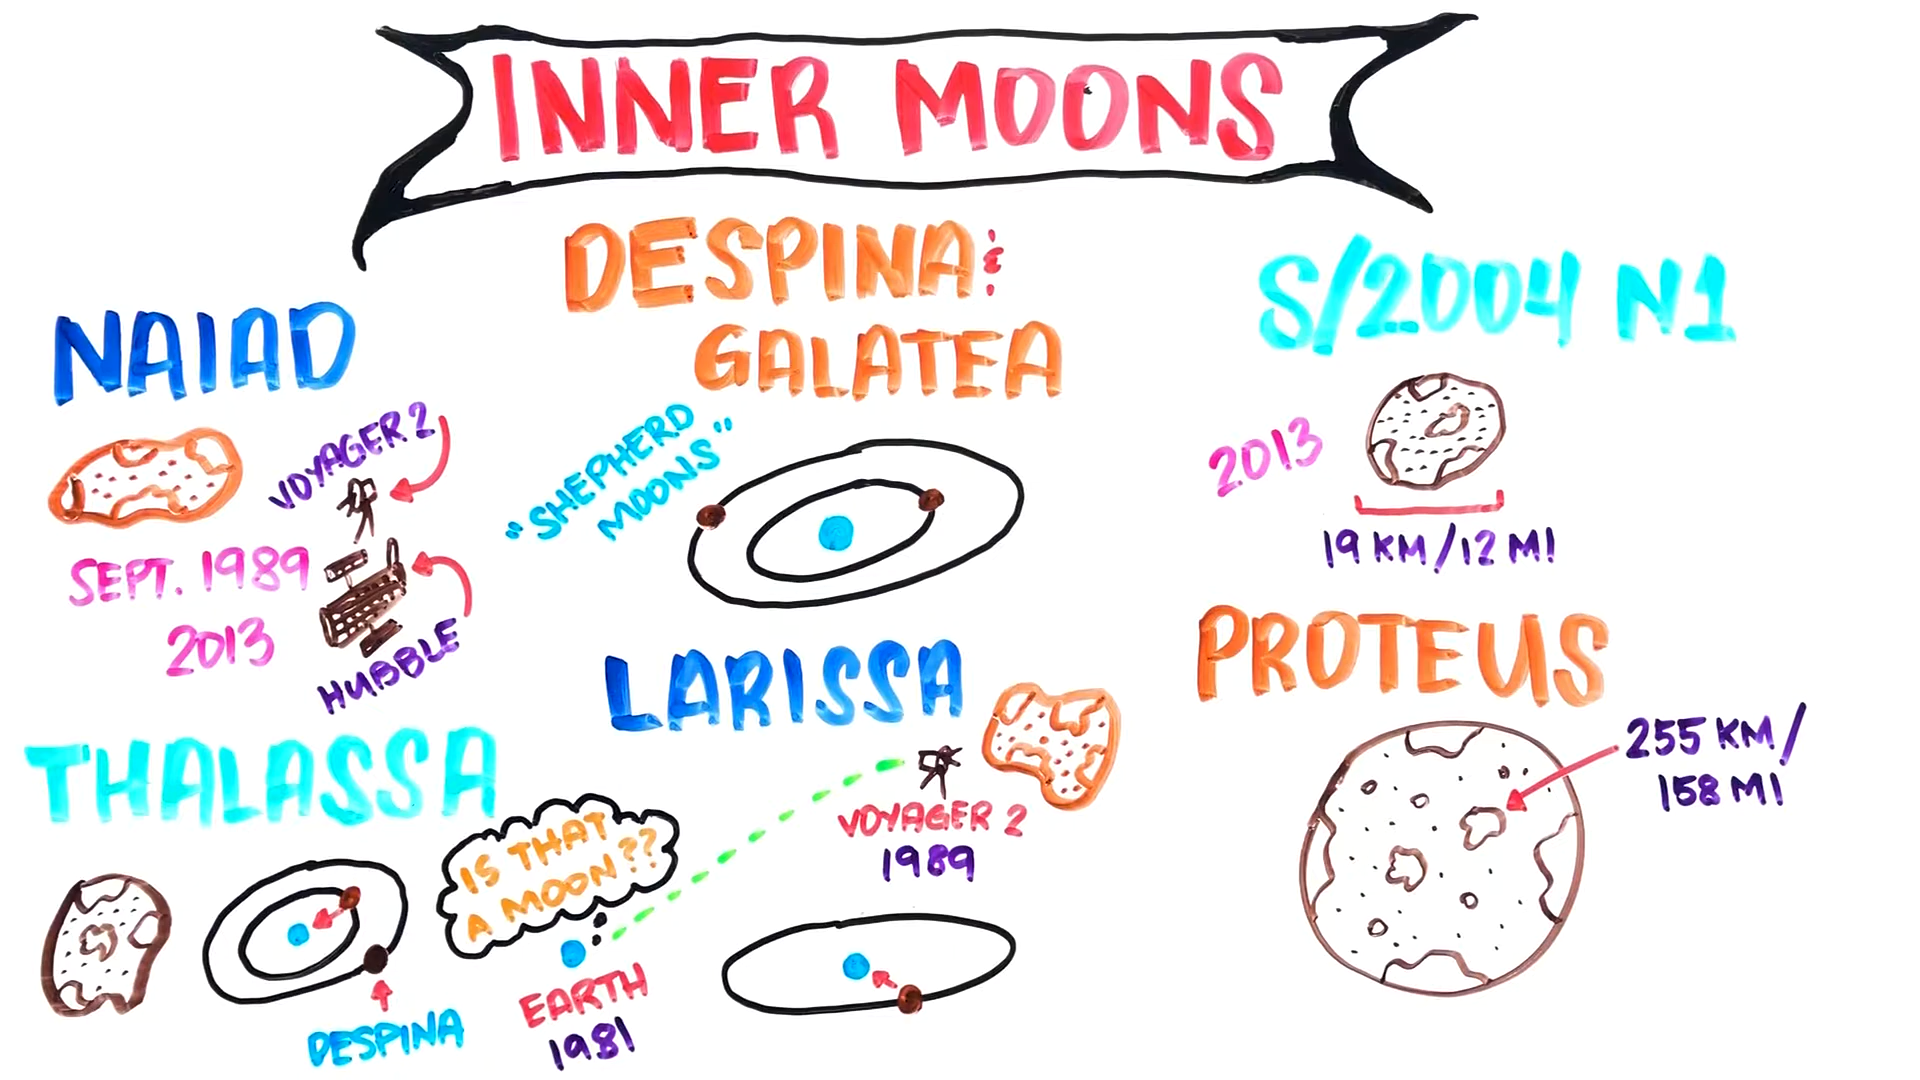 INNER MOONS
NAIAD
VOYAGER 2
SEPT. 1989
2013
HUBBLE
THALASSA
DESPINA
DESPINA &
GALATEA
"SHEPHERD
MOONS"
LARISSA
VOYAGER 2
1989
IS THAT
A MOON??
EARTH
1981
S/2004 N1
2013
19 KM/12 MI
PROTEUS
255 KM/
158 MI